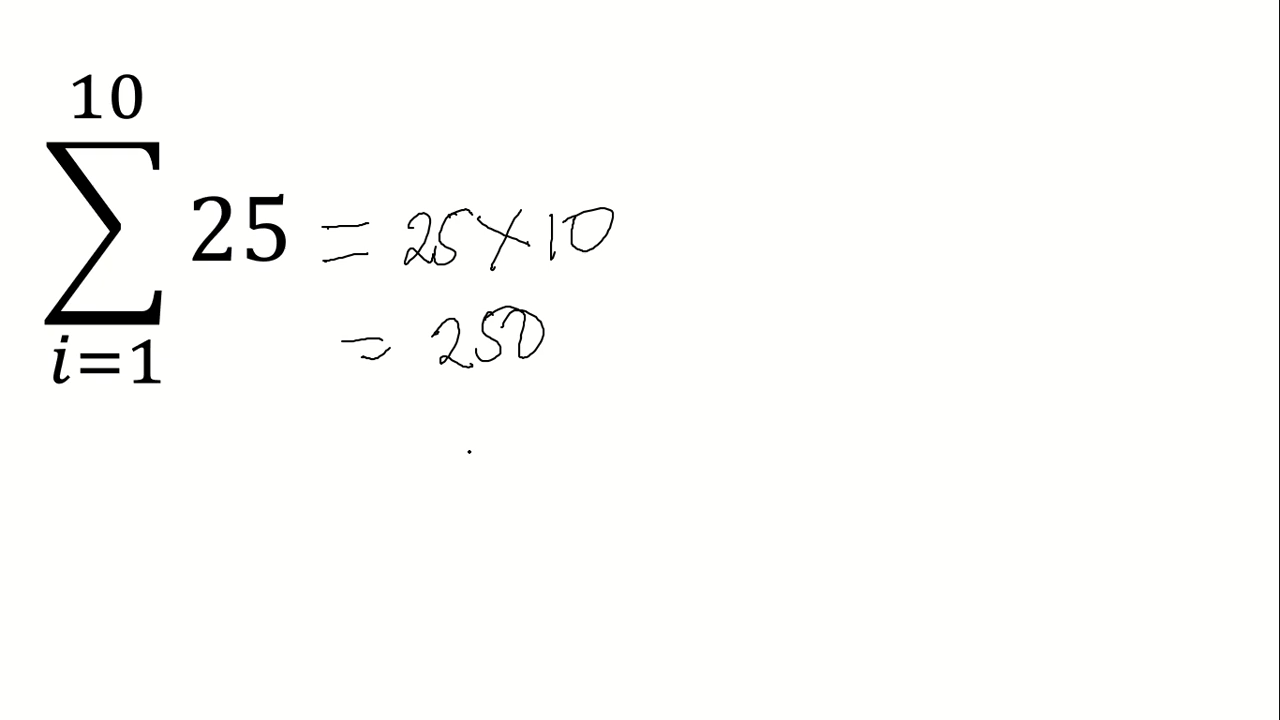 10
∑ 25 = 25 × 10
i=1
= 250